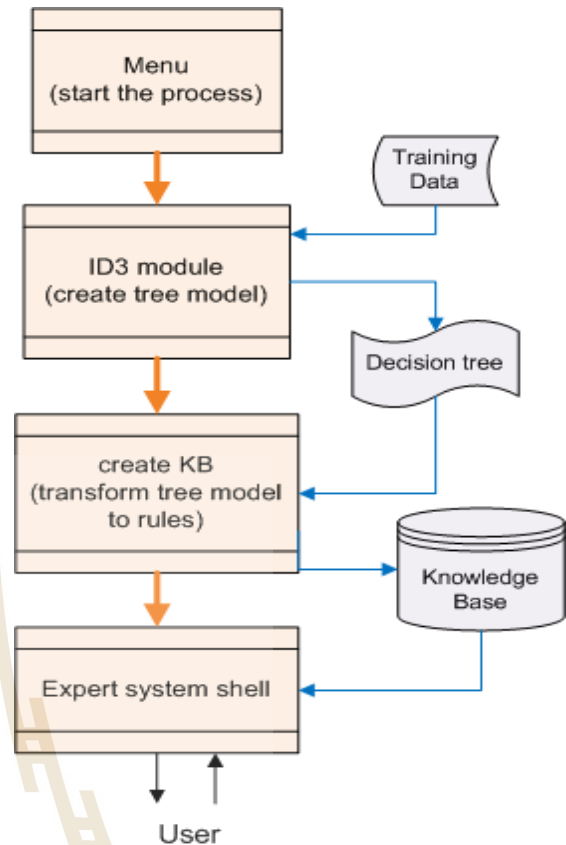 Menu
(start the process)
Training
Data
ID3 module
(create tree model)
Decision tree
create KB
(transform tree model
to rules)
Knowledge
Base
Expert system shell
User